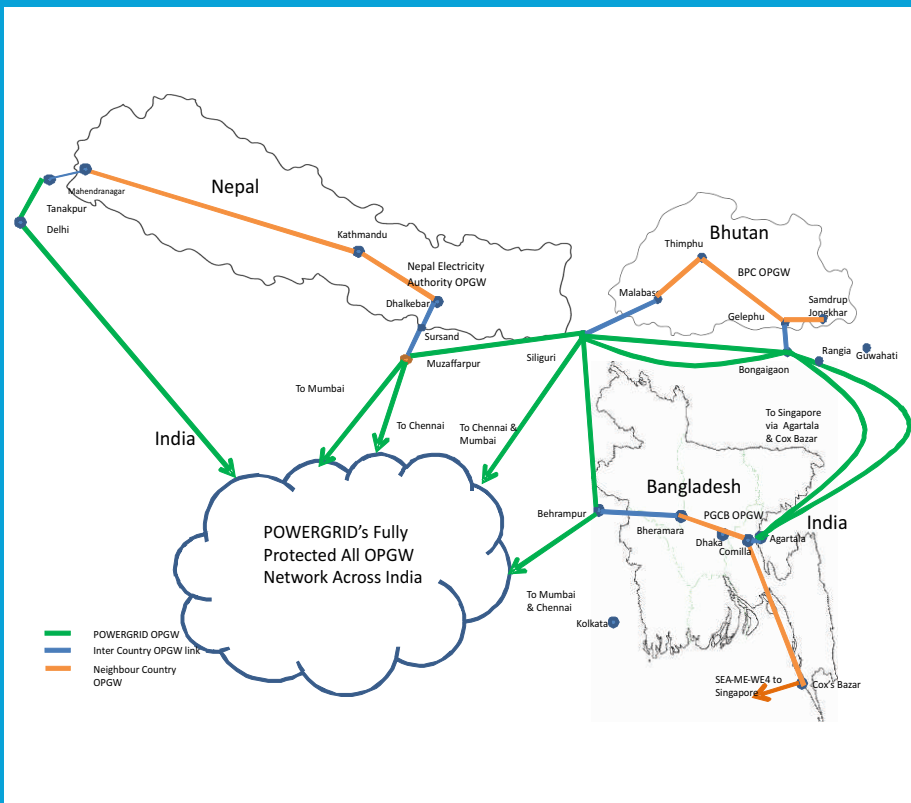 Nepal
Mahendranagar
Tanakpur
Delhi
Kathmandu
Nepal Electricity
Authority OPGW
Dhalkebar
Sursand
Muzaffarpur
Bhutan
Thimphu
BPC OPGW
Malabase
Samdrup
Jongkhar
Gelephu
Siliguri
Rangia
Guwahati
Bongaigaon
To Mumbai
To Chennai
To Chennai &
Mumbai
To Singapore
via Agartala
& Cox Bazar
India
Bangladesh
Behrampur
PGCB OPGW
India
Bheramara
Dhaka
Comilla
Agartala
POWERGRID's Fully
Protected All OPGW
Network Across India
To Mumbai
& Chennai
Kolkata
POWERGRID OPGW
Inter Country OPGW link
Neighbour Country
OPGW
SEA-ME-WE4 to
Singapore
Cox's Bazar